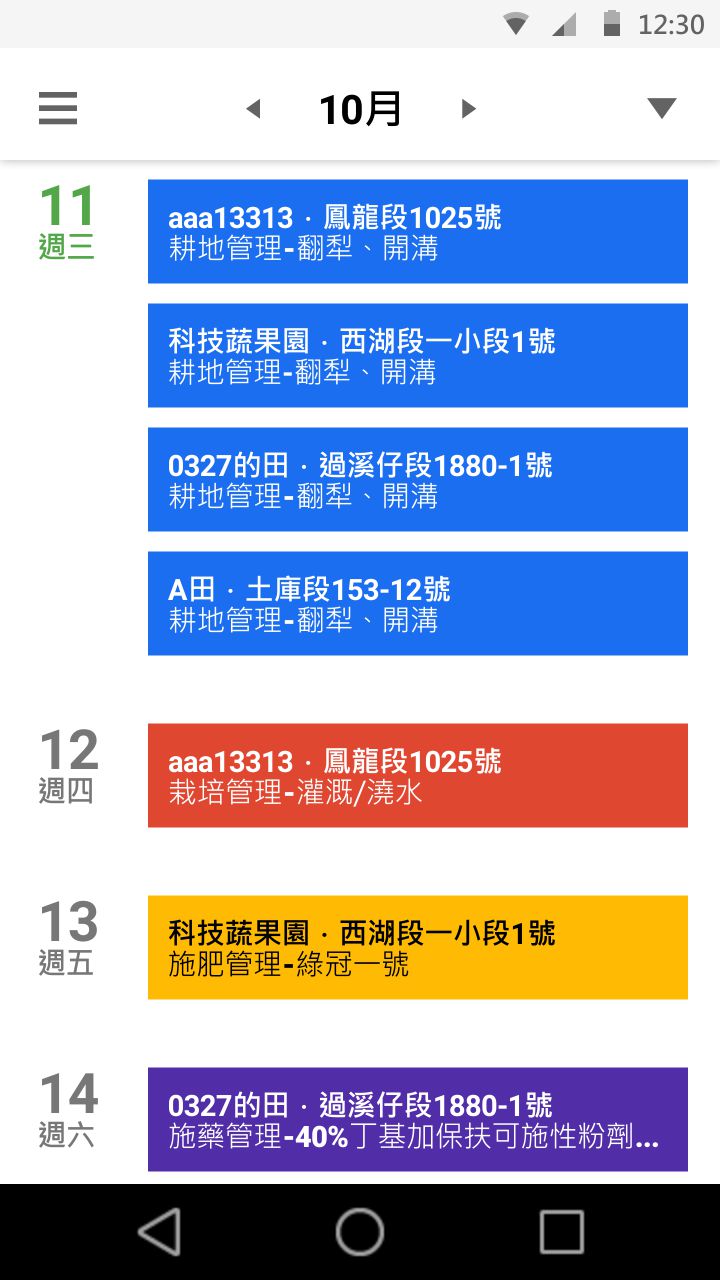 12:30
10月
11
週三
aaa13313．鳳龍段1025號
耕地管理-翻犁、開溝
科技蔬果園．西湖段一小段1號
耕地管理-翻犁、開溝
0327的田．過溪仔段1880-1號
耕地管理-翻犁、開溝
A田．土庫段153-12號
耕地管理-翻犁、開溝
12
週四
aaa13313．鳳龍段1025號
栽培管理-灌溉/澆水
13
週五
科技蔬果園．西湖段一小段1號
施肥管理-綠冠一號
14
週六
0327的田．過溪仔段1880-1號
施藥管理-40%丁基加保扶可施性粉劑...